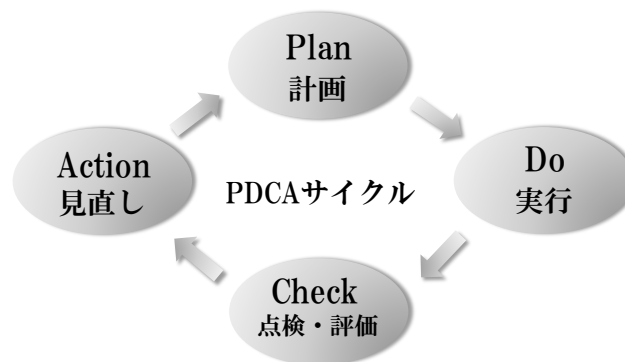 Plan
計画
Do
実行
Check
点検・評価
Action
見直し
PDCAサイクル